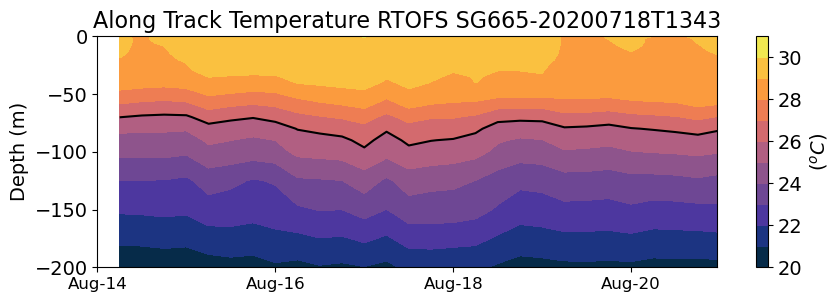 Along Track Temperature RTOFS SG665-20200718T1343
0
−50
−100
−150
−200
Depth (m)
Aug-14
Aug-16
Aug-18
Aug-20
30
28
26
24
22
20
(°C)